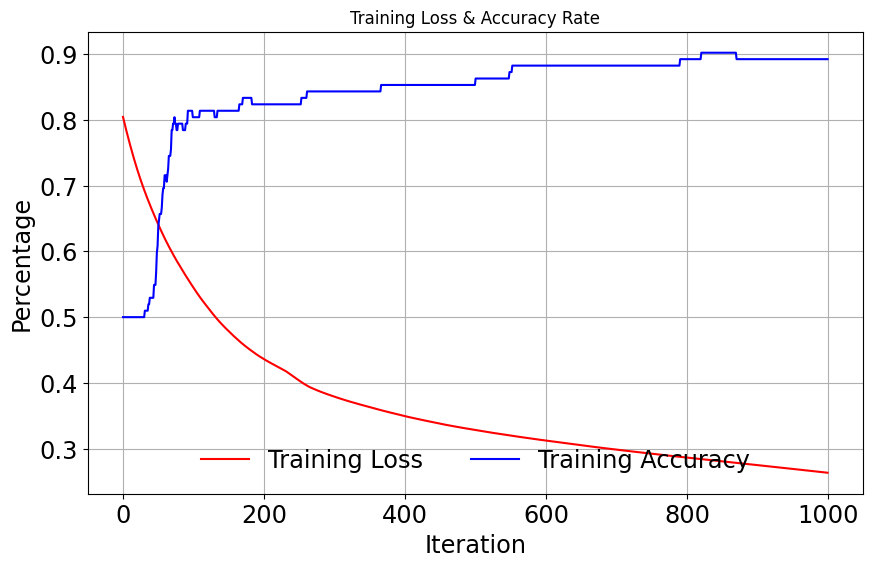 Training Loss & Accuracy Rate
0.9
0.8
0.7
0.6
0.5
0.4
0.3
Percentage
Training Loss Training Accuracy
0 200 400 600 800 1000
Iteration